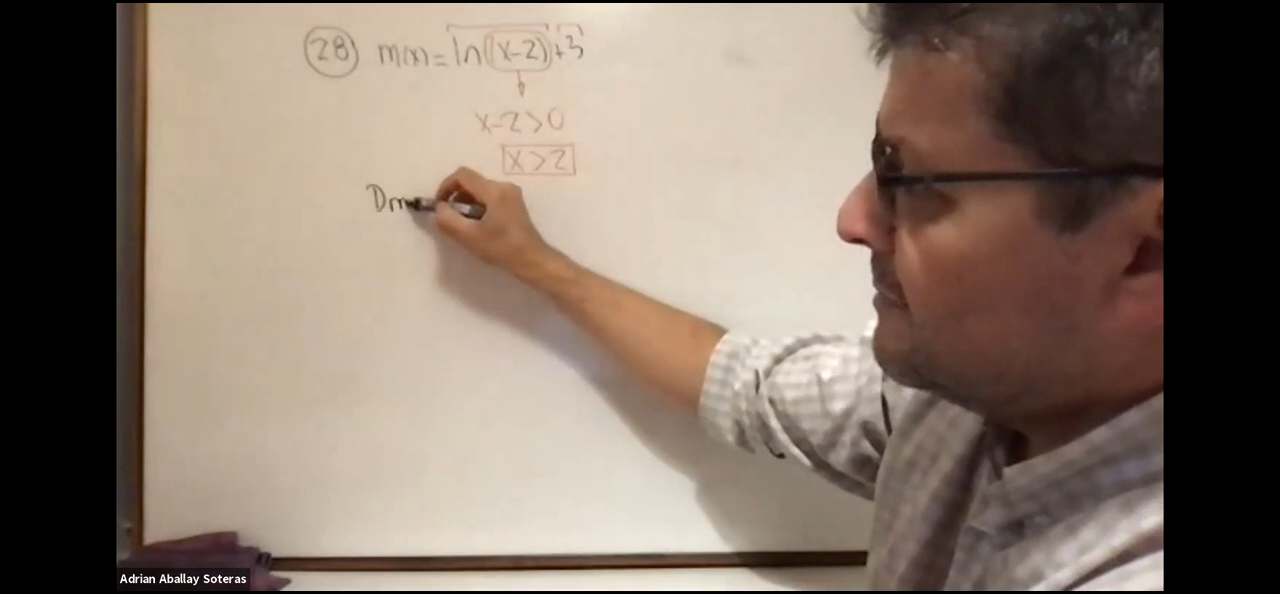 28 m(x) = ln(x-2)+3
x-2>0
x>2
Dm
Adrian Aballay Soteras